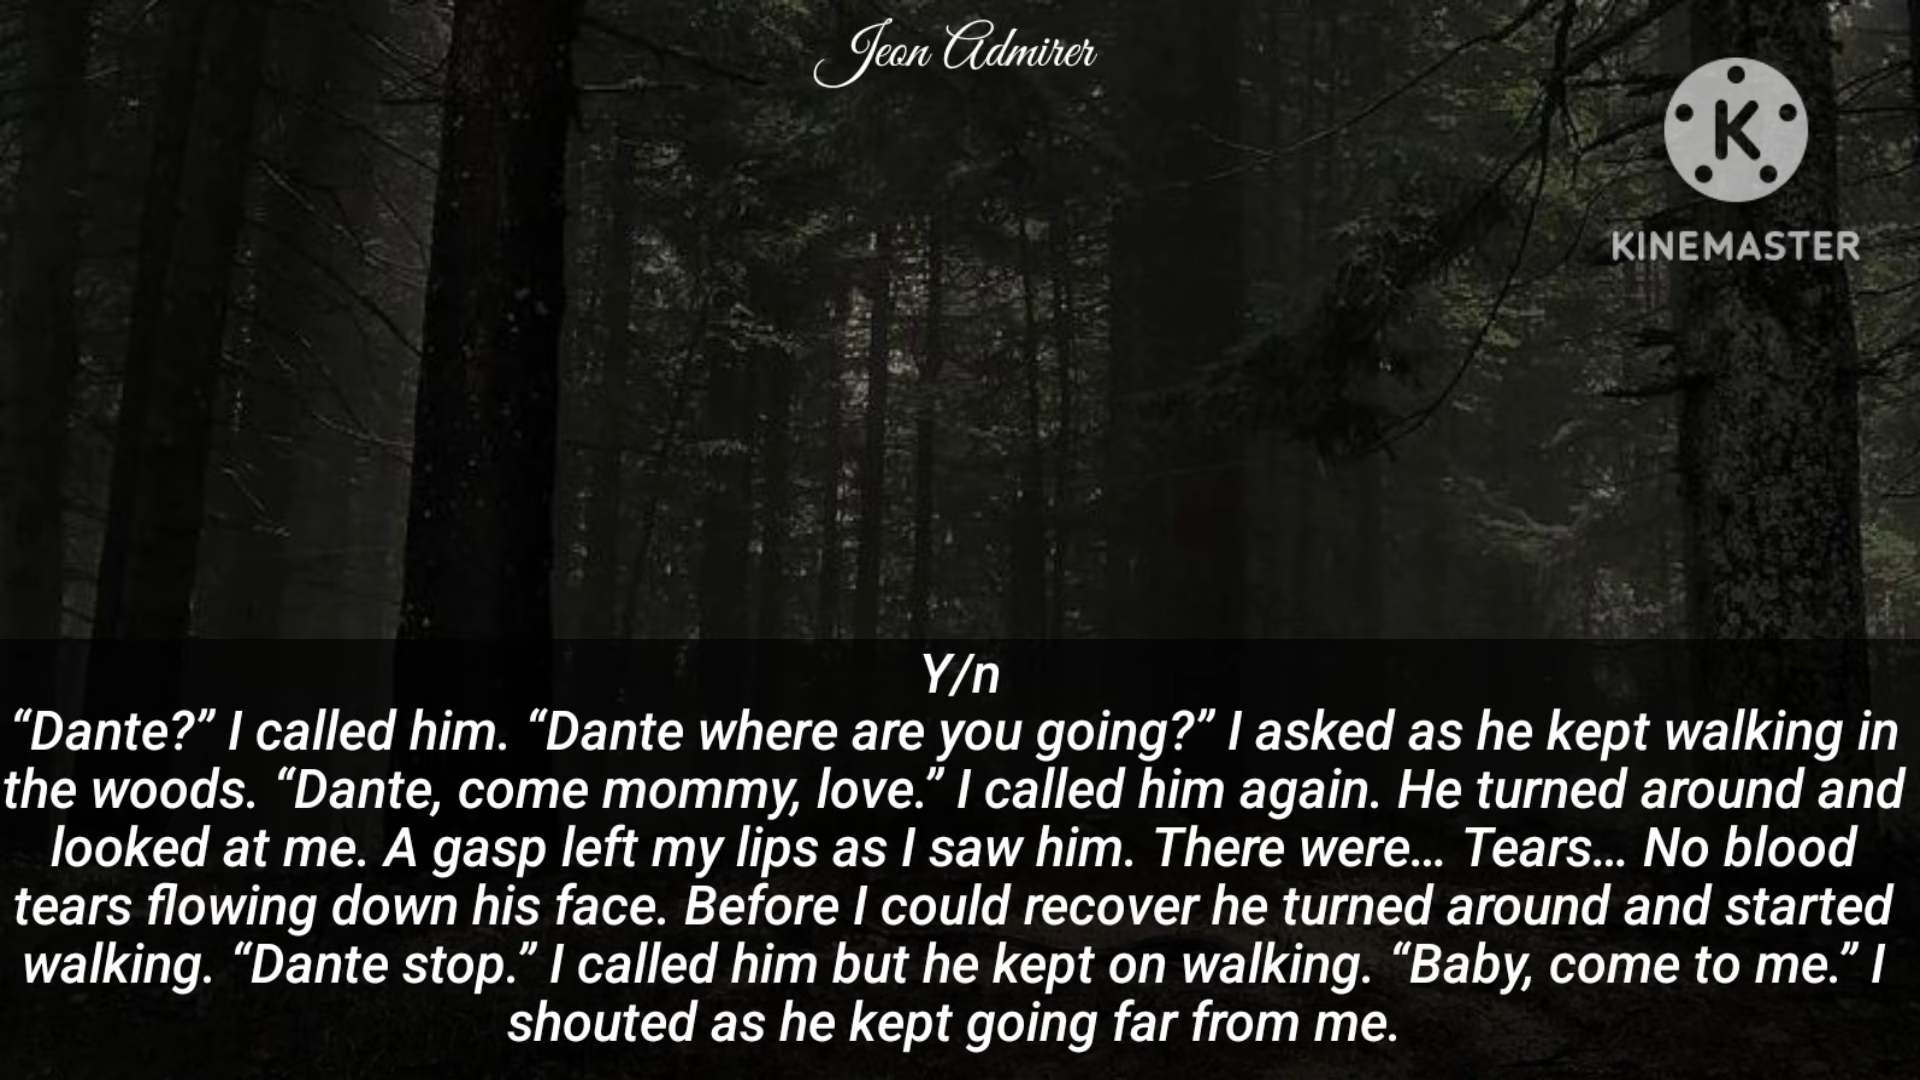 Jeon Admirer
K
KINEMASTER
Y/n
“Dante?” I called him. “Dante where are you going?” I asked as he kept walking in
the woods. “Dante, come mommy, love.” I called him again. He turned around and
looked at me. A gasp left my lips as I saw him. There were... Tears... No blood
tears flowing down his face. Before I could recover he turned around and started
walking. “Dante stop.” I called him but he kept on walking. “Baby, come to me.” I
shouted as he kept going far from me.